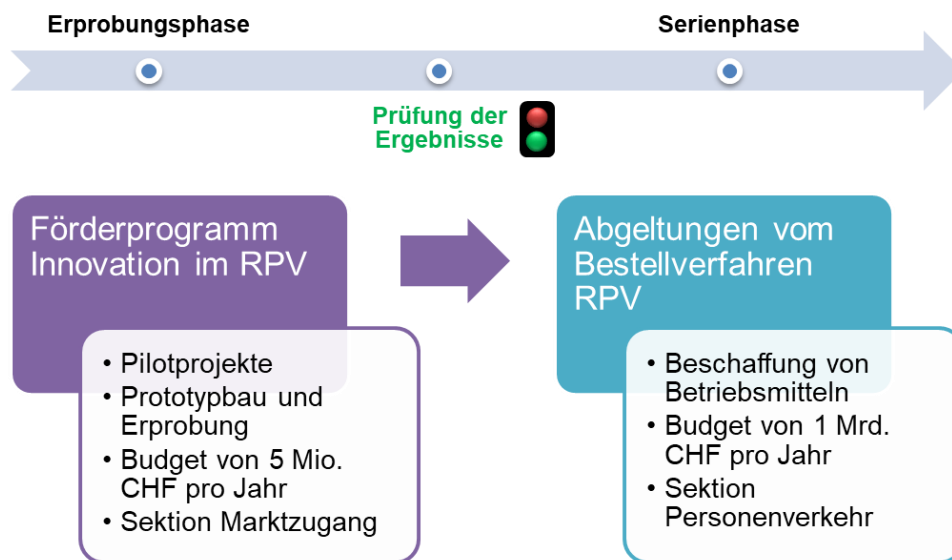 Erprobungsphase
Serienphase
Prüfung der
Ergebnisse
Förderprogramm
Innovation im RPV
• Pilotprojekte
• Prototypbau und
Erprobung
• Budget von 5 Mio.
CHF pro Jahr
• Sektion Marktzugang
Abgeltungen vom
Bestellverfahren
RPV
• Beschaffung von
Betriebsmitteln
• Budget von 1 Mrd.
CHF pro Jahr
• Sektion
Personenverkehr